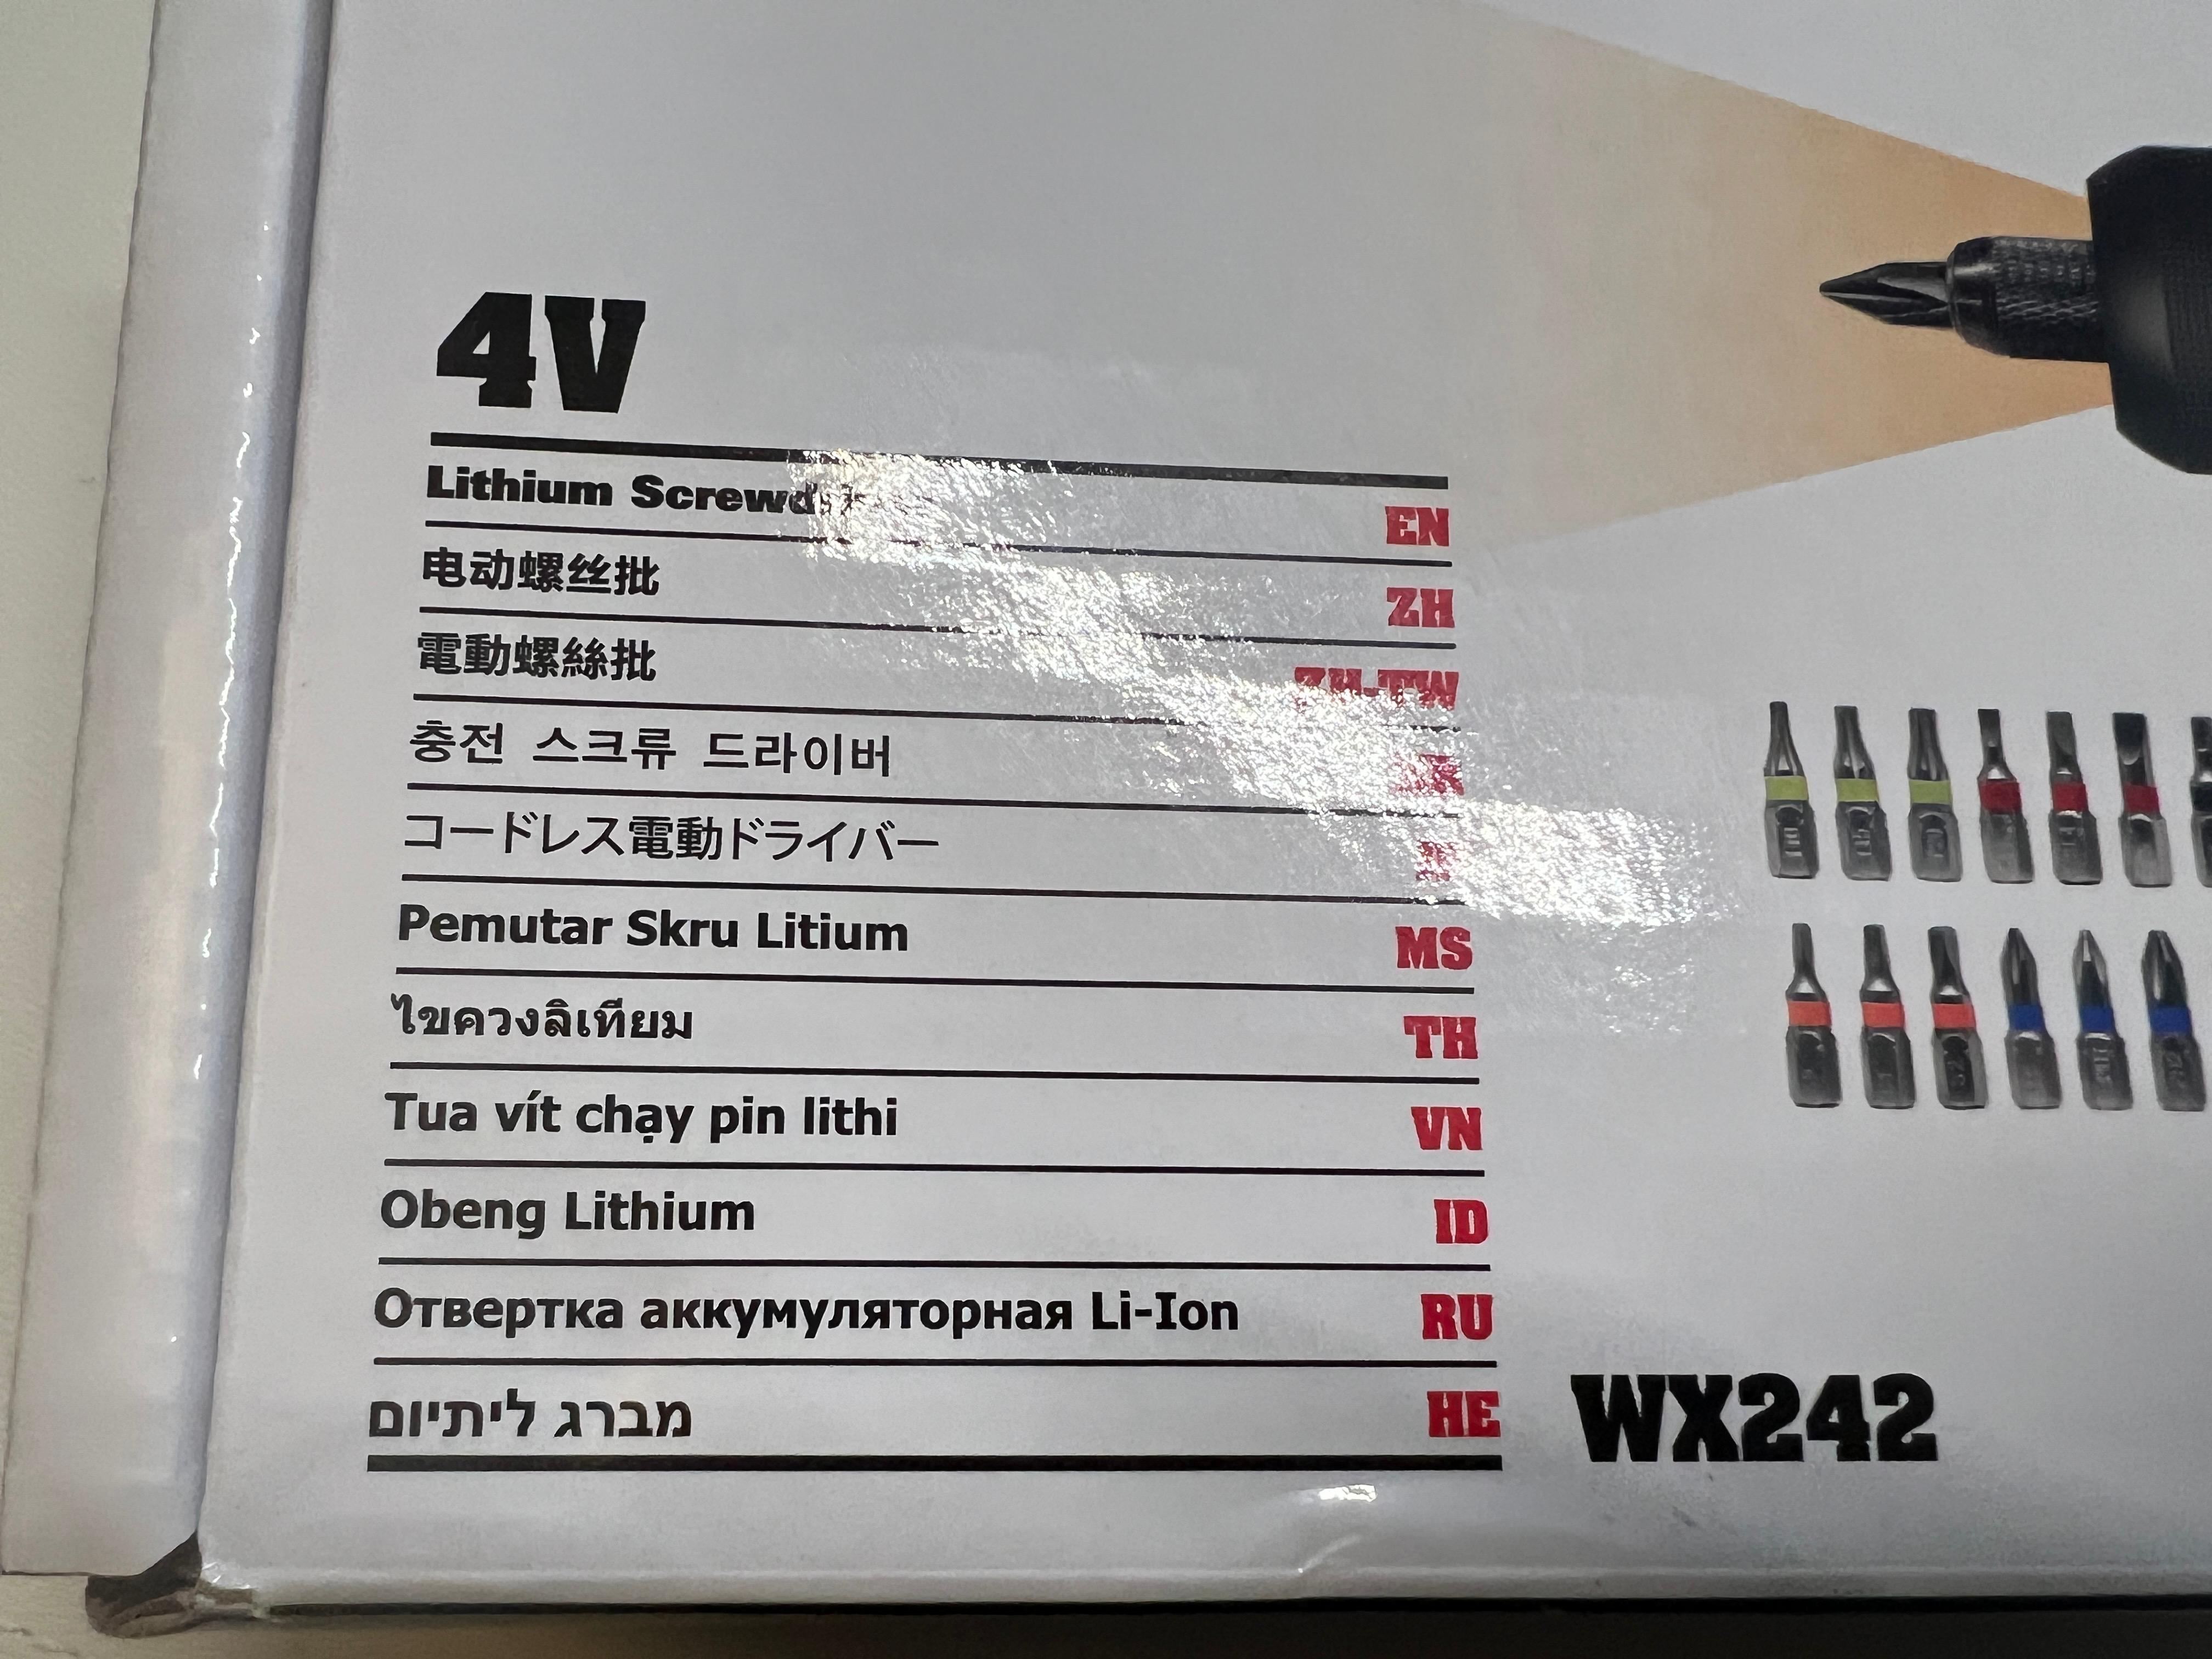 4V
Lithium EN
电动螺丝批 ZH
電動螺絲批 ZH-TW
충전 스크류 드라이버
コードレス電動ドライバー
Pemutar Skru Litium MS
ไขควงลิเทียม TH
Tua vít chạy pin lithi VN
Obeng Lithium ID
Отвертка аккумуляторная Li-Ion RU
מברג ליתיום HE
WX242